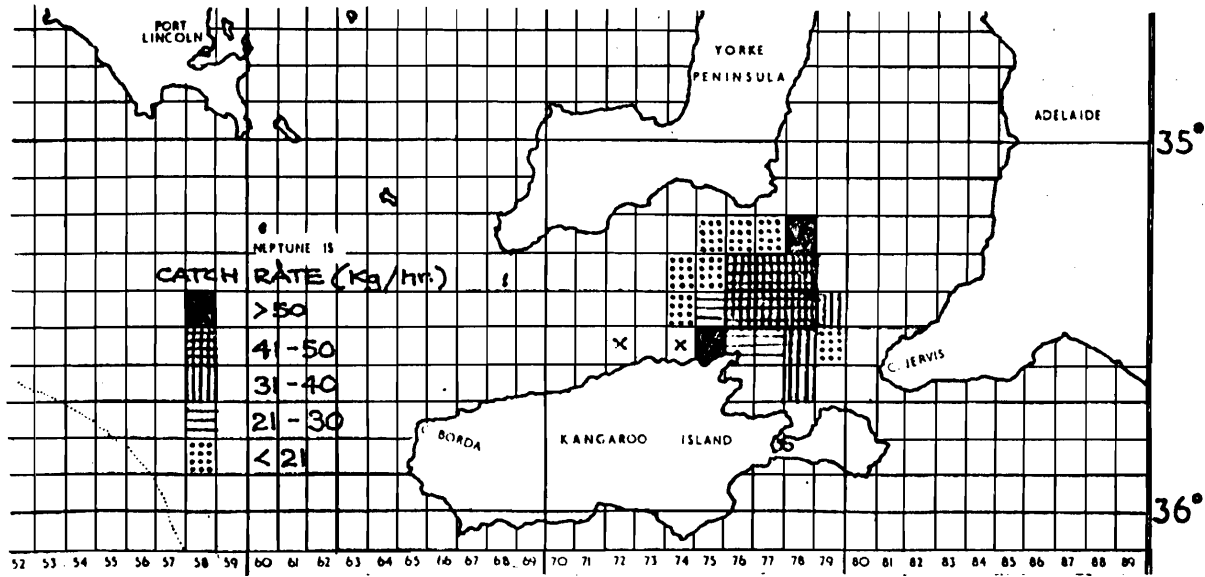 PORT
LINCOLN
YORKE
PENINSULA
ADELAIDE
35°
NEPTUNE IS
CATCH RATE (Kg/hr.)
>50
41-50
x x
31-40
C. JERVIS
21-30
C. BORDA
KANGAROO ISLAND
<21
36°
52 53 54 55 56 57 58 59 60 61 62 63 64 65 66 67 68 69 70 71 72 73 74 75 76 77 78 79 80 81 82 83 84 85 86 87 88 89